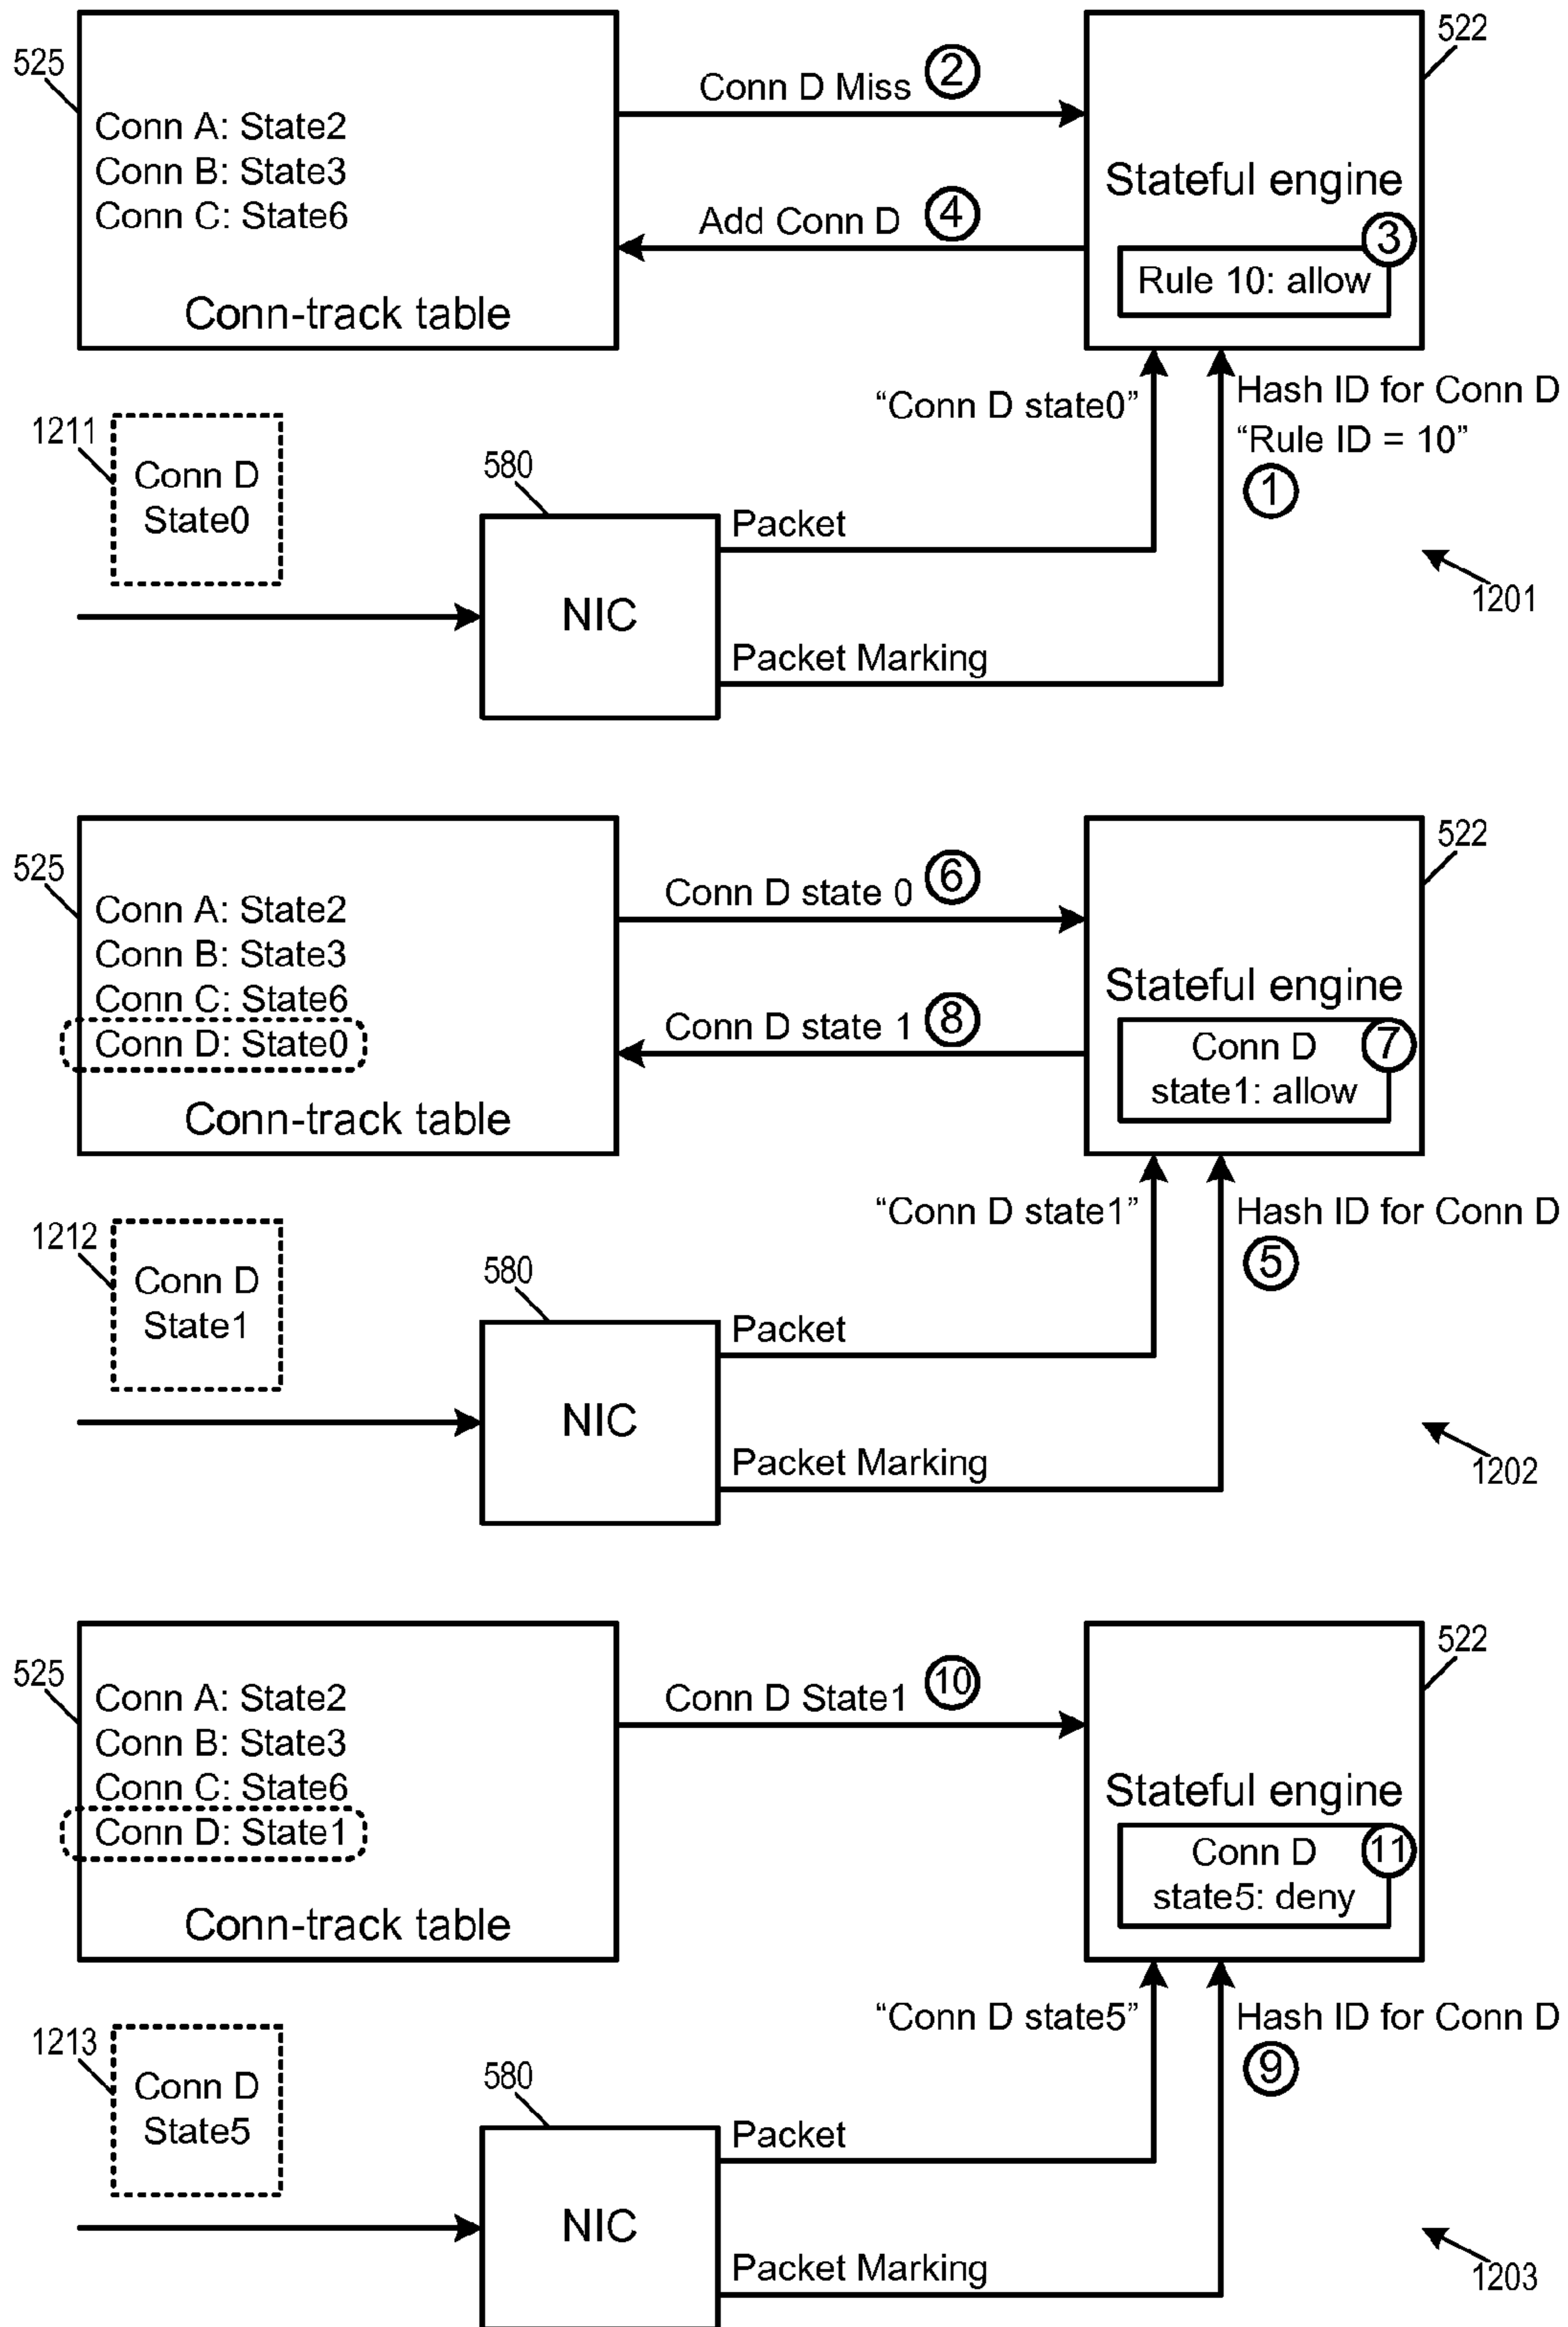 525
522
Conn D Miss ②
Conn A: State2
Conn B: State3
Conn C: State6
Stateful engine
Add Conn D ④
③
Rule 10: allow
Conn-track table
"Conn D state0"
Hash ID for Conn D
"Rule ID = 10"
①
1211
Conn D
State0
580
Packet
NIC
Packet Marking
1201
525
522
Conn D state 0 ⑥
Conn A: State2
Conn B: State3
Conn C: State6
Conn D: State0
Stateful engine
Conn D state 1 ⑧
Conn D ⑦
state1: allow
Conn-track table
"Conn D state1"
Hash ID for Conn D
⑤
1212
Conn D
State1
580
Packet
NIC
Packet Marking
1202
525
522
Conn D State1 ⑩
Conn A: State2
Conn B: State3
Conn C: State6
Conn D: State1
Stateful engine
Conn D ⑪
state5: deny
Conn-track table
"Conn D state5"
Hash ID for Conn D
⑨
1213
Conn D
State5
580
Packet
NIC
Packet Marking
1203